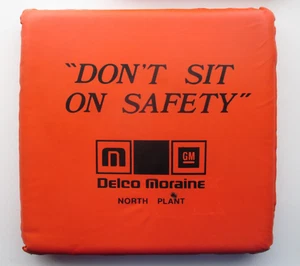 "DON'T SIT
ON SAFETY"
M GM
Delco Moraine
NORTH PLANT